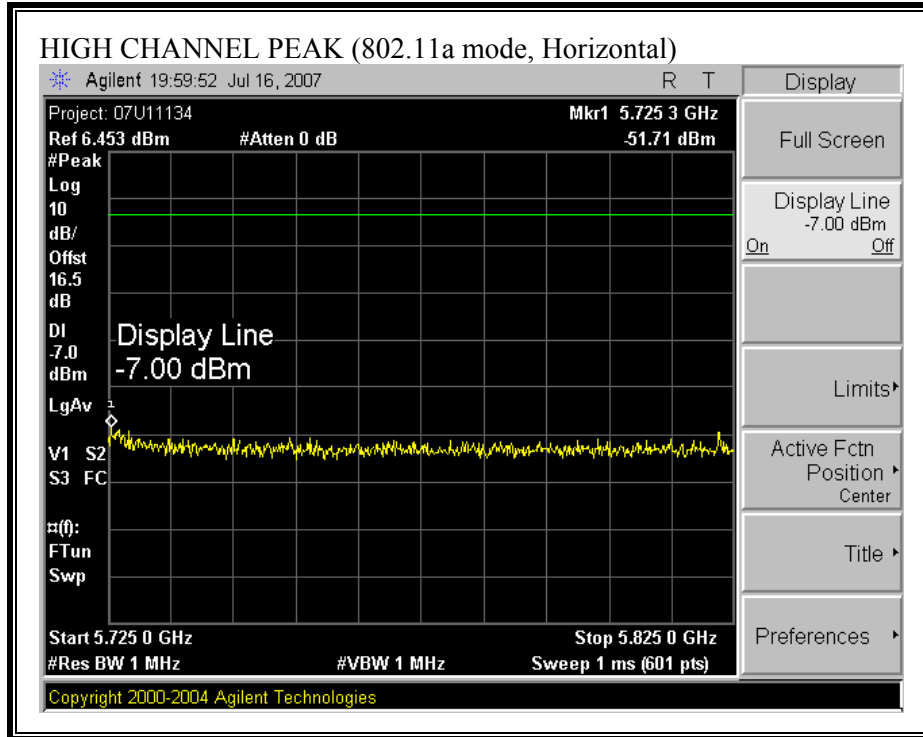 HIGH CHANNEL PEAK (802.11a mode, Horizontal)
Agilent 19:59:52 Jul 16, 2007 R T
Project: 07U11134 Mkr1 5.725 3 GHz
Ref 6.453 dBm #Atten 0 dB -51.71 dBm
#Peak
Log
10
dB/
Offst
16.5
dB
DI
-7.0
dBm
LgAv
V1 S2
S3 FC
¤(f):
FTun
Swp
Display Line
-7.00 dBm
1
Start 5.725 0 GHz Stop 5.825 0 GHz
#Res BW 1 MHz #VBW 1 MHz Sweep 1 ms (601 pts)
Copyright 2000-2004 Agilent Technologies
Display
Full Screen
Display Line
-7.00 dBm
On Off
Limits
Active Fctn
Position
Center
Title
Preferences